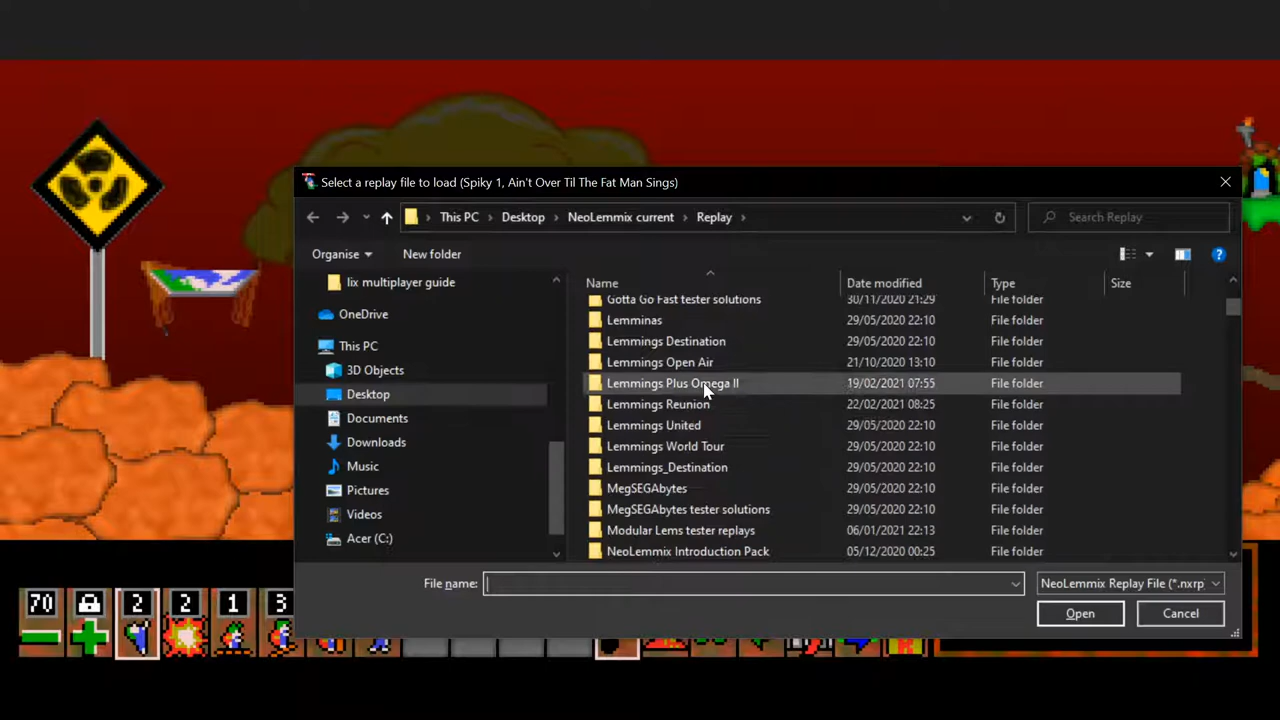 Select a replay file to load (Spiky 1, Ain't Over Til The Fat Man Sings)
This PC > Desktop > NeoLemmix current > Replay >
Search Replay
Organise New folder
lix multiplayer guide
OneDrive
This PC
3D Objects
Desktop
Documents
Downloads
Music
Pictures
Videos
Acer (C:)
Name Date modified Type Size
Gotta Go Fast tester solutions 30/11/2020 21:29 File folder
Lemminas 29/05/2020 22:10 File folder
Lemmings Destination 29/05/2020 22:10 File folder
Lemmings Open Air 21/10/2020 13:10 File folder
Lemmings Plus Omega II 19/02/2021 07:55 File folder
Lemmings Reunion 22/02/2021 08:25 File folder
Lemmings United 29/05/2020 22:10 File folder
Lemmings World Tour 29/05/2020 22:10 File folder
Lemmings_Destination 29/05/2020 22:10 File folder
MegSEGAbytes 29/05/2020 22:10 File folder
MegSEGAbytes tester solutions 29/05/2020 22:10 File folder
Modular Lems tester replays 06/01/2021 22:13 File folder
NeoLemmix Introduction Pack 05/12/2020 00:25 File folder
File name:
NeoLemmix Replay File (*.nxrp
Open Cancel
70 2 2 1 3